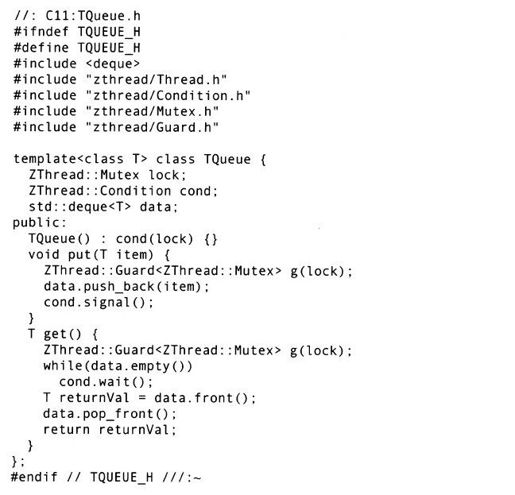 //: C11:TQueue.h
#ifndef TQUEUE_H
#define TQUEUE_H
#include <deque>
#include "zthread/Thread.h"
#include "zthread/Condition.h"
#include "zthread/Mutex.h"
#include "zthread/Guard.h"

template<class T> class TQueue {
  ZThread::Mutex lock;
  ZThread::Condition cond;
  std::deque<T> data;
public:
  TQueue() : cond(lock) {}
  void put(T item) {
    ZThread::Guard<ZThread::Mutex> g(lock);
    data.push_back(item);
    cond.signal();
  }
  T get() {
    ZThread::Guard<ZThread::Mutex> g(lock);
    while(data.empty())
      cond.wait();
    T returnVal = data.front();
    data.pop_front();
    return returnVal;
  }
};
#endif // TQUEUE_H ///:~